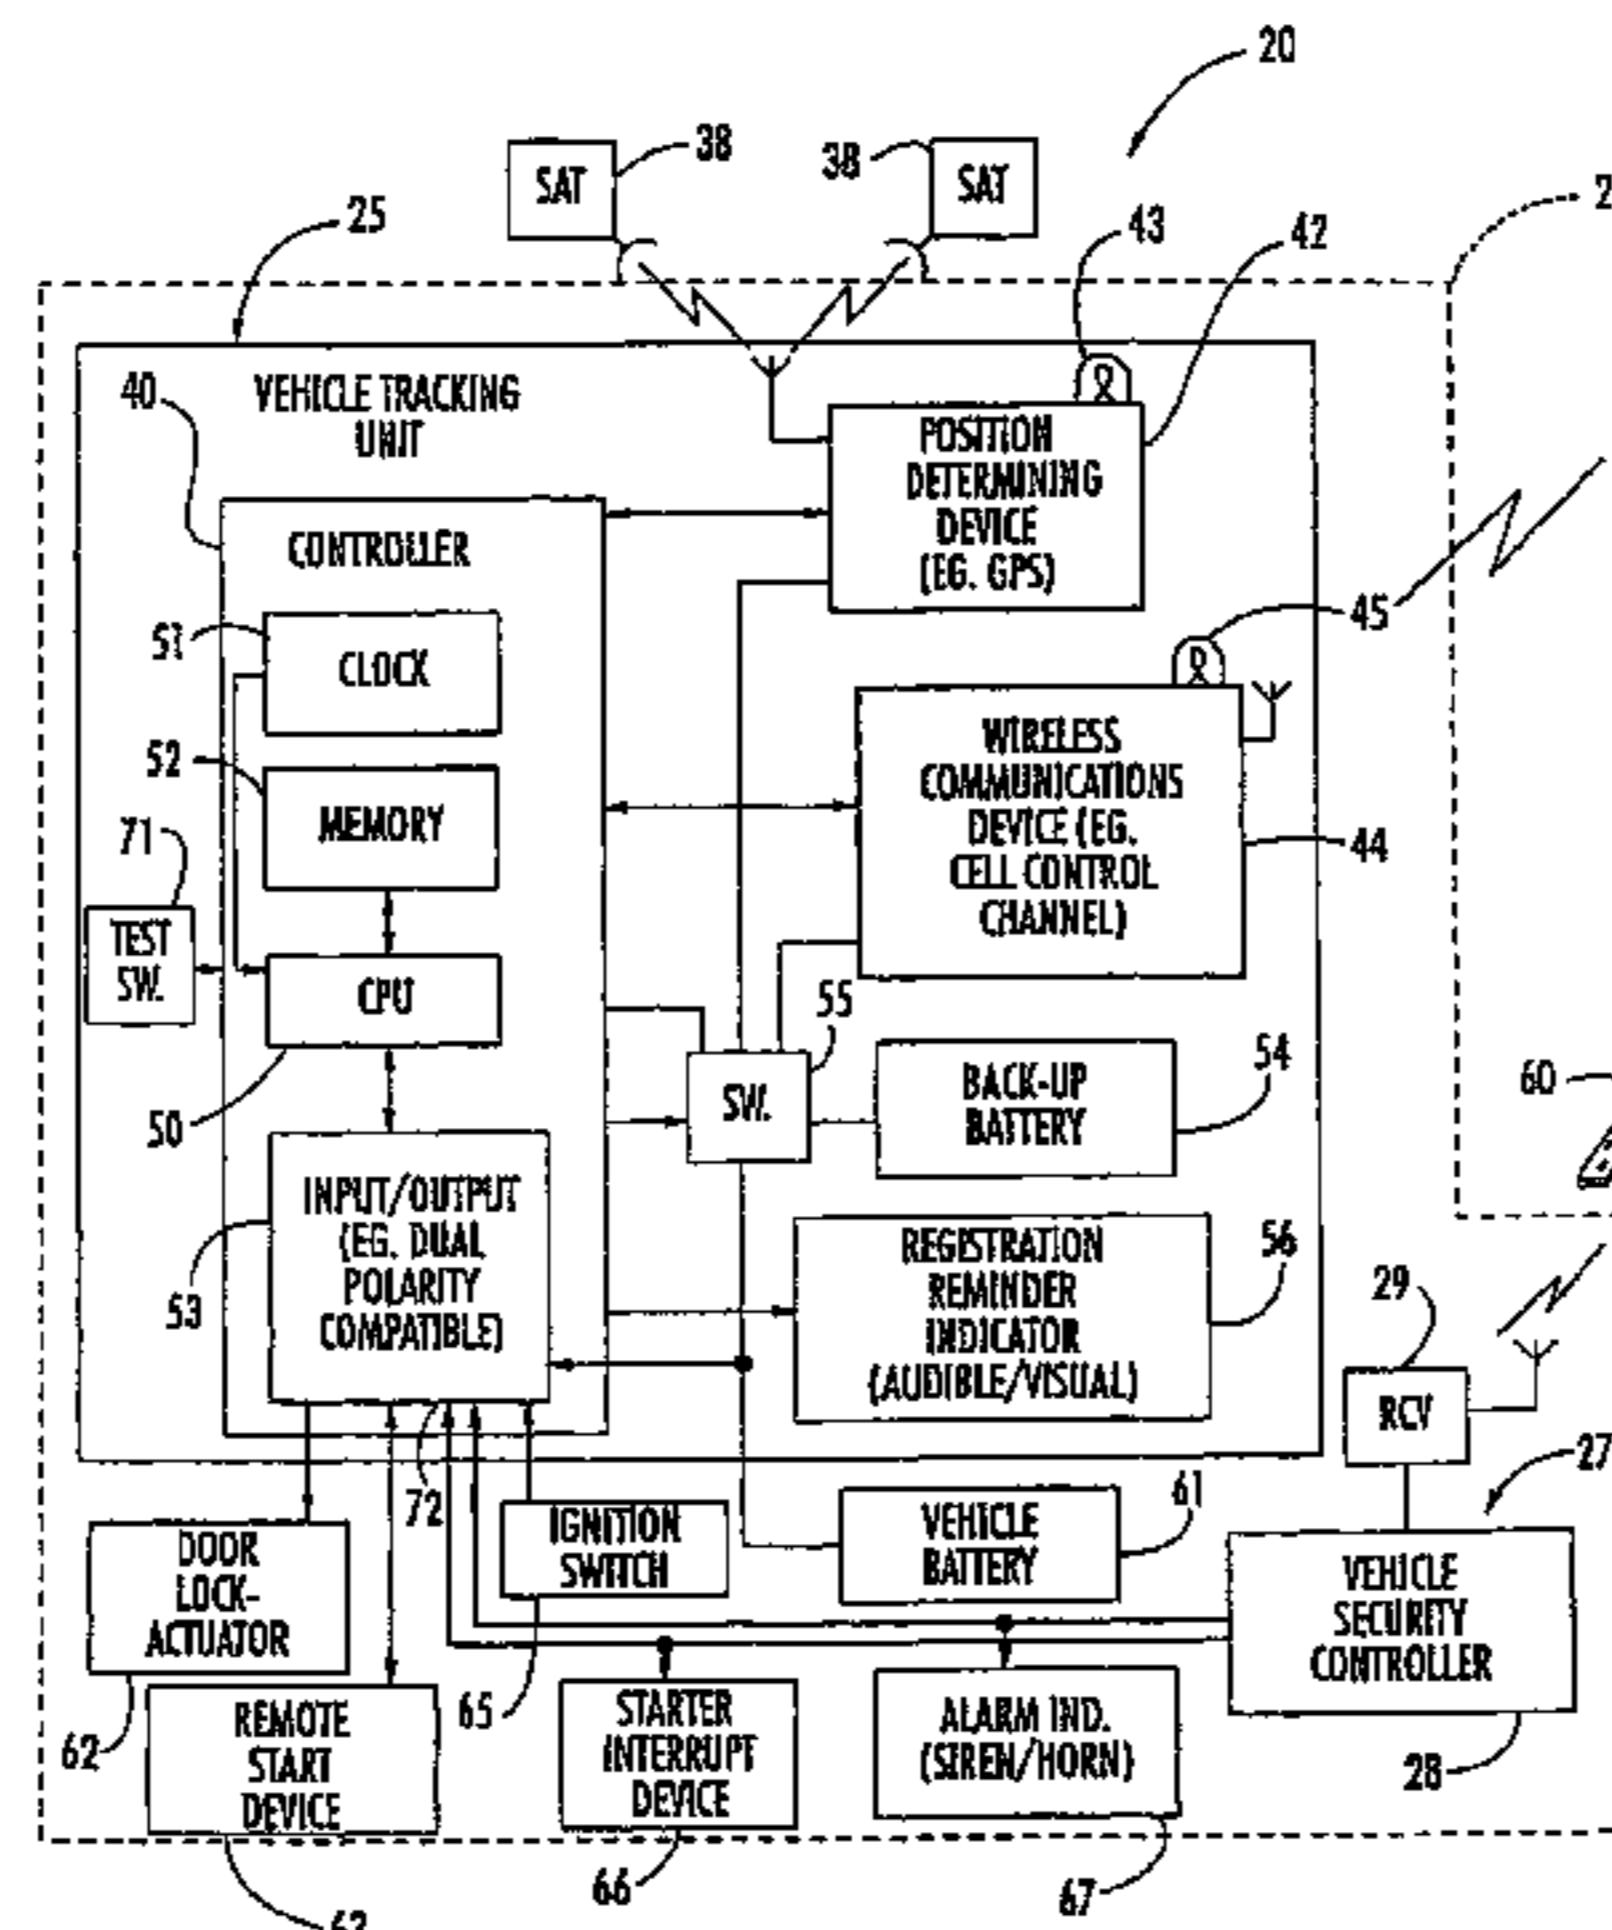 20
SAT
38
38
SAT
25
43
42
40
VEHICLE TRACKING
UNIT
POSITION
DETERMINING
DEVICE
(EG. GPS)
CONTROLLER
51
CLOCK
45
52
MEMORY
WIRELESS
COMMUNICATIONS
DEVICE (EG.
CELL CONTROL
CHANNEL)
44
71
TEST
SW.
CPU
50
55
SW.
BACK-UP
BATTERY
54
60
INPUT/OUTPUT
(EG. DUAL
POLARITY
COMPATIBLE)
53
REGISTRATION
REMINDER
INDICATOR
(AUDIBLE/VISUAL)
56
29
RCV
27
72
DOOR
LOCK-
ACTUATOR
62
IGNITION
SWITCH
65
VEHICLE
BATTERY
61
VEHICLE
SECURITY
CONTROLLER
28
REMOTE
START
DEVICE
STARTER
INTERRUPT
DEVICE
66
ALARM IND.
(SIREN/HORN)
67